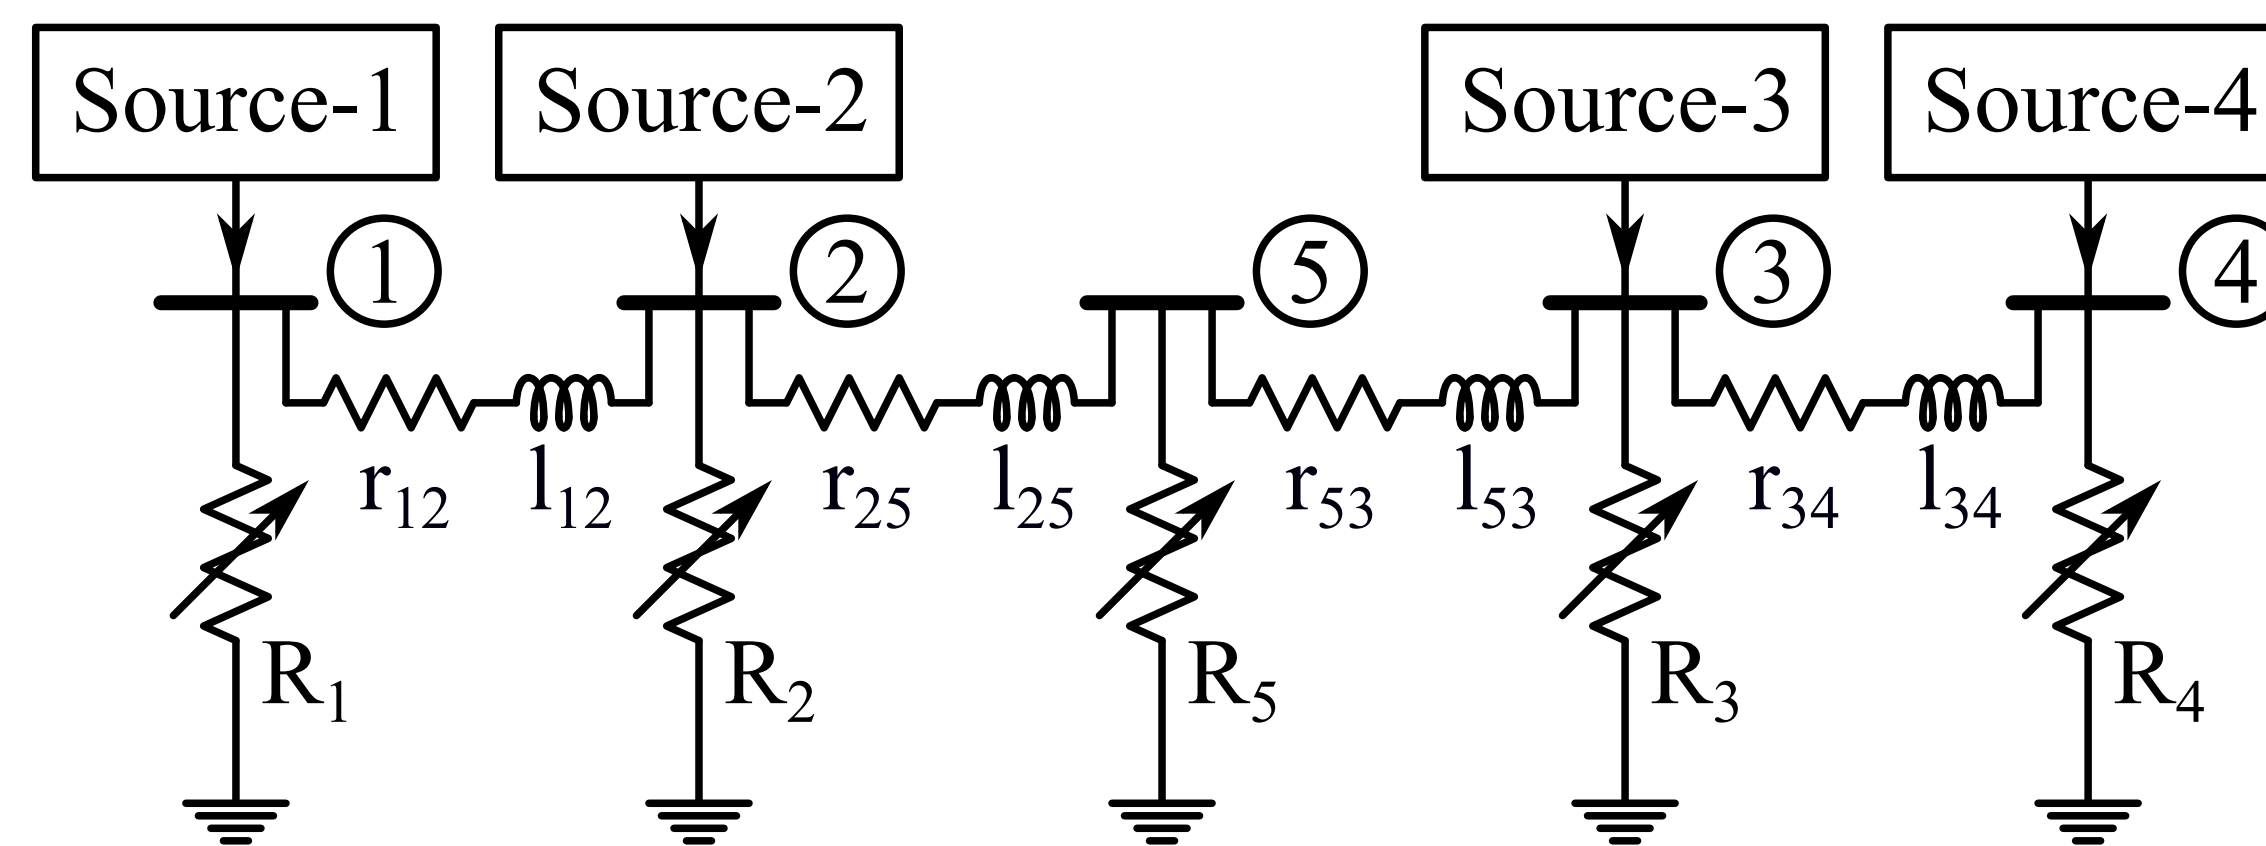 Source-1 Source-2 Source-3 Source-4
1 2 5 3 4
r12 l12 r25 l25 r53 l53 r34 l34
R1 R2 R5 R3 R4